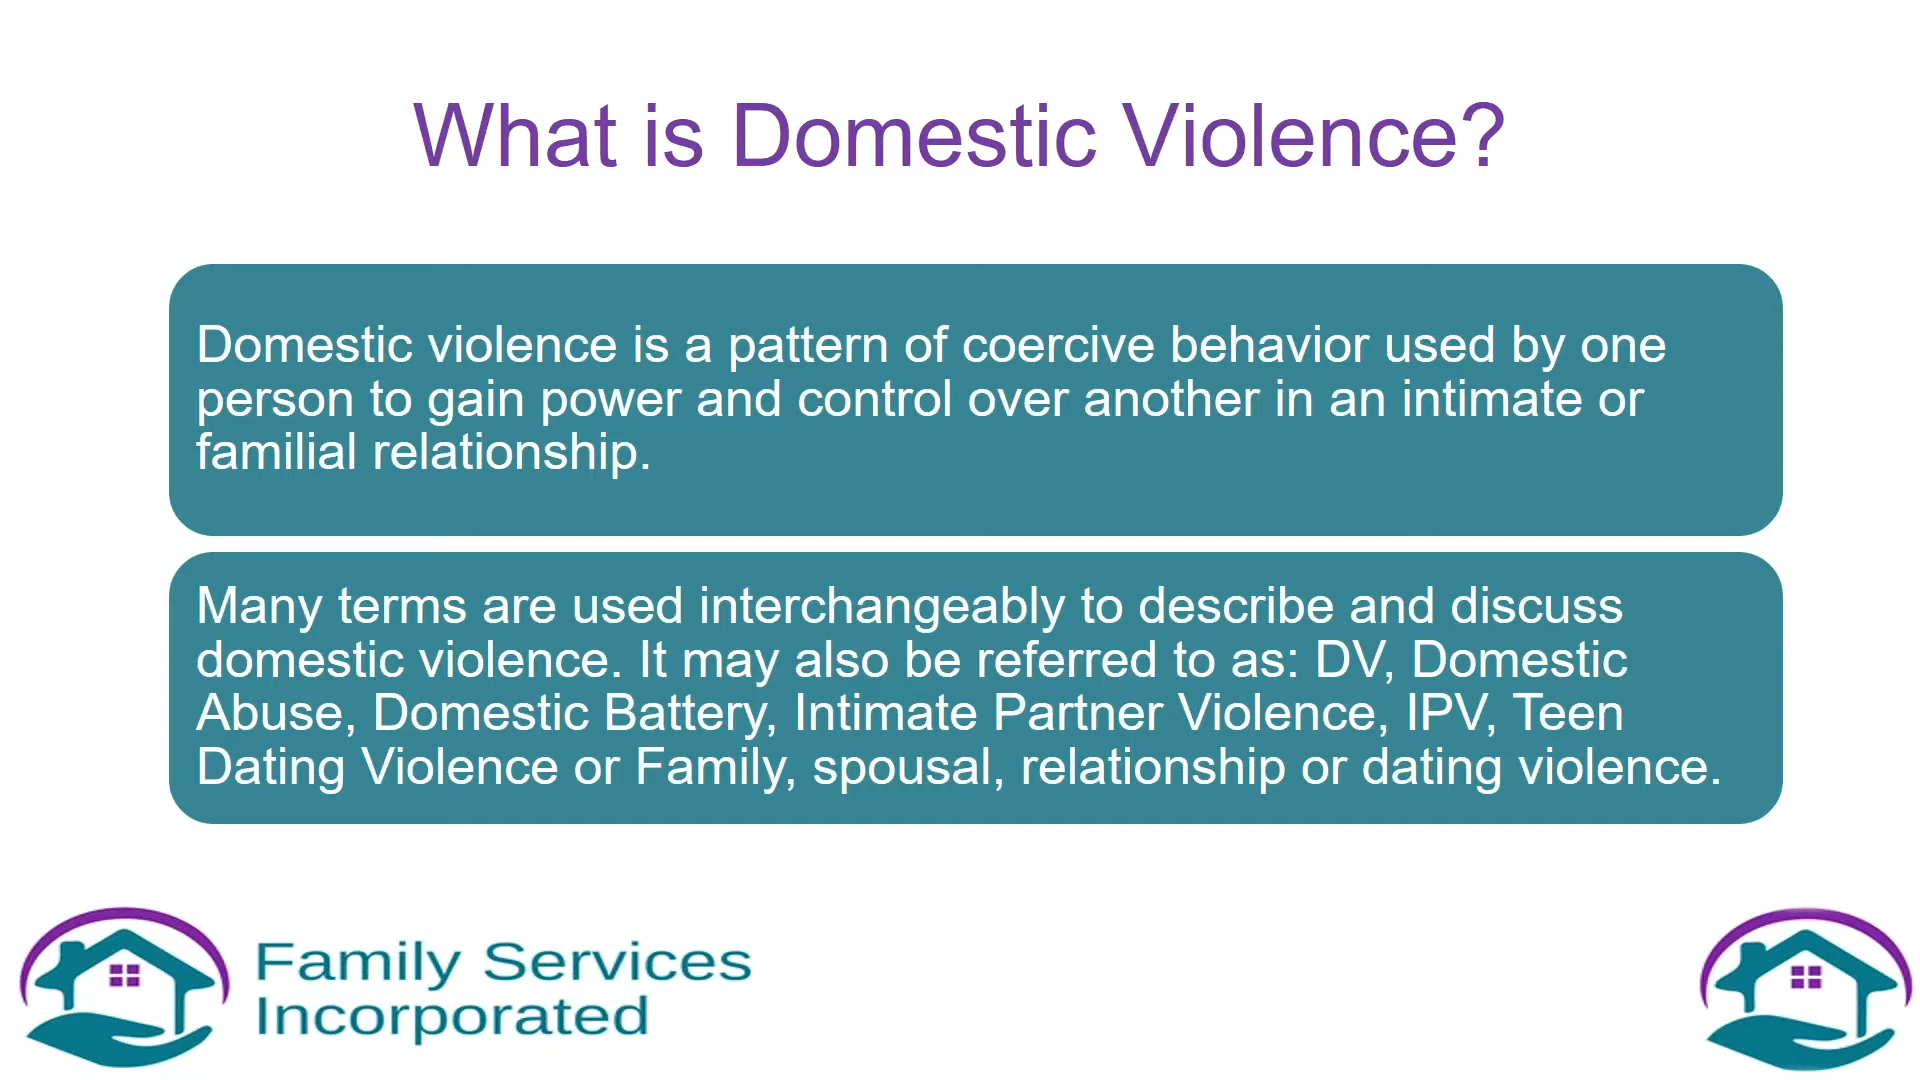 What is Domestic Violence?
Domestic violence is a pattern of coercive behavior used by one
person to gain power and control over another in an intimate or
familial relationship.
Many terms are used interchangeably to describe and discuss
domestic violence. It may also be referred to as: DV, Domestic
Abuse, Domestic Battery, Intimate Partner Violence, IPV, Teen
Dating Violence or Family, spousal, relationship or dating violence.
Family Services
Incorporated